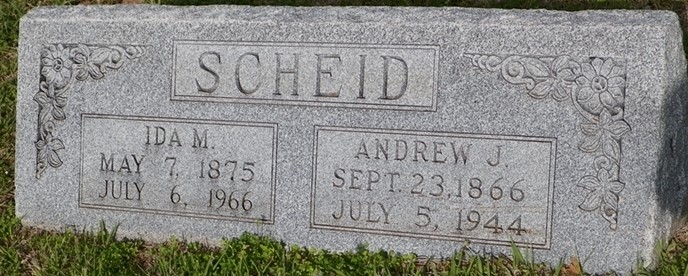 SCHEID
IDA M.
MAY 7, 1875
JULY 6, 1966
ANDREW J.
SEPT. 23, 1866
JULY 5, 1944